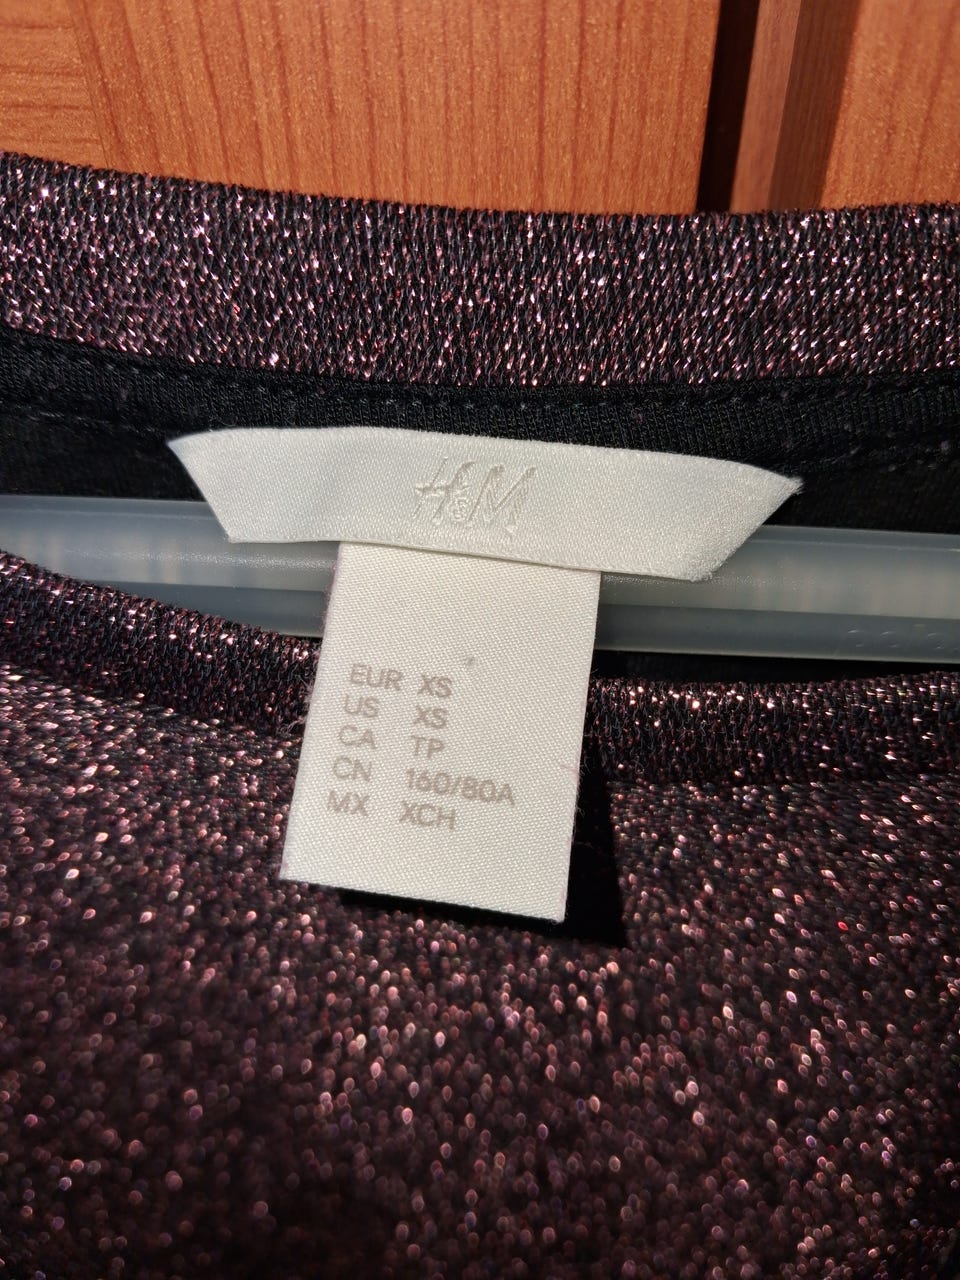 H&M
EUR XS
US XS
CA TP
CN 160/80A
MX XCH